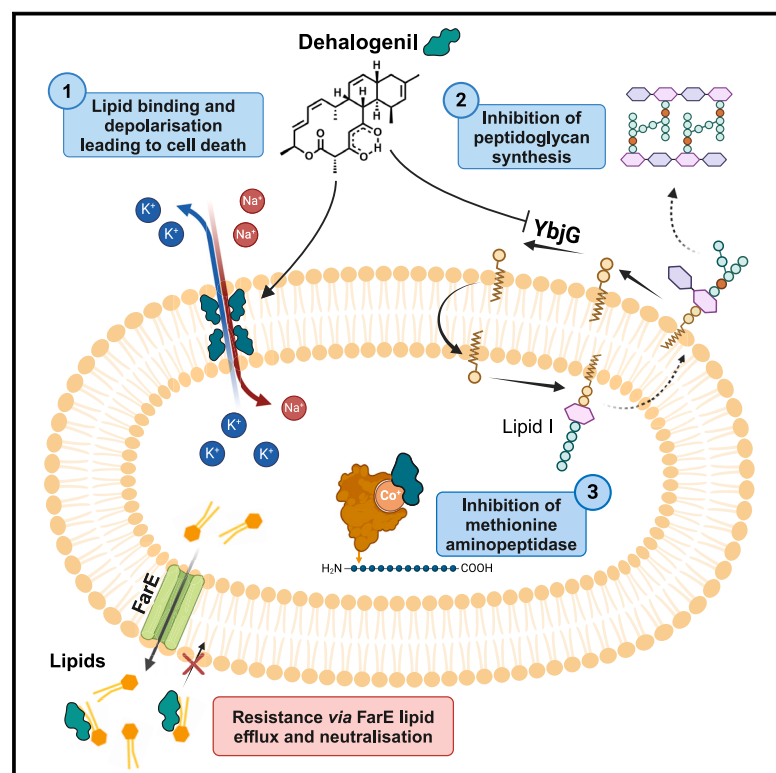 Dehalogenil
1
Lipid binding and
depolarisation
leading to cell death
2
Inhibition of
peptidoglycan
synthesis
H
H
H
H
O
O
O
O
H
K⁺
K⁺
Na⁺
Na⁺
YbjG
Na⁺
K⁺
K⁺
K⁺
Lipid I
Co⁺
3
Inhibition of
methionine
aminopeptidase
H₂N
COOH
FarE
Lipids
Resistance via FarE lipid
efflux and neutralisation